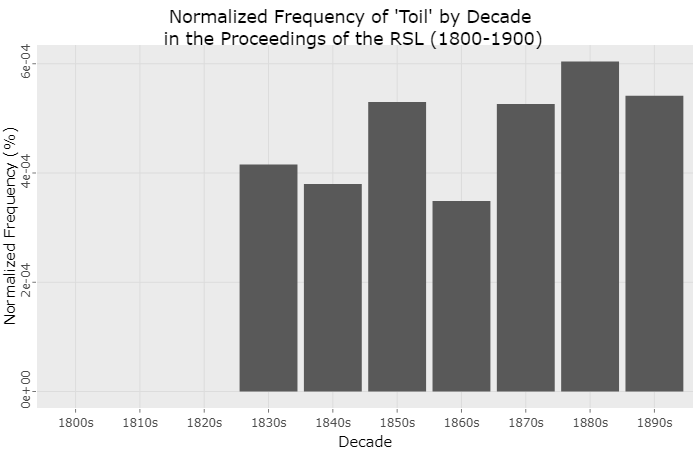 Normalized Frequency of 'Toil' by Decade
in the Proceedings of the RSL (1800-1900)
Normalized Frequency (%)
6e-04
4e-04
2e-04
0e+00
1800s 1810s 1820s 1830s 1840s 1850s 1860s 1870s 1880s 1890s
Decade